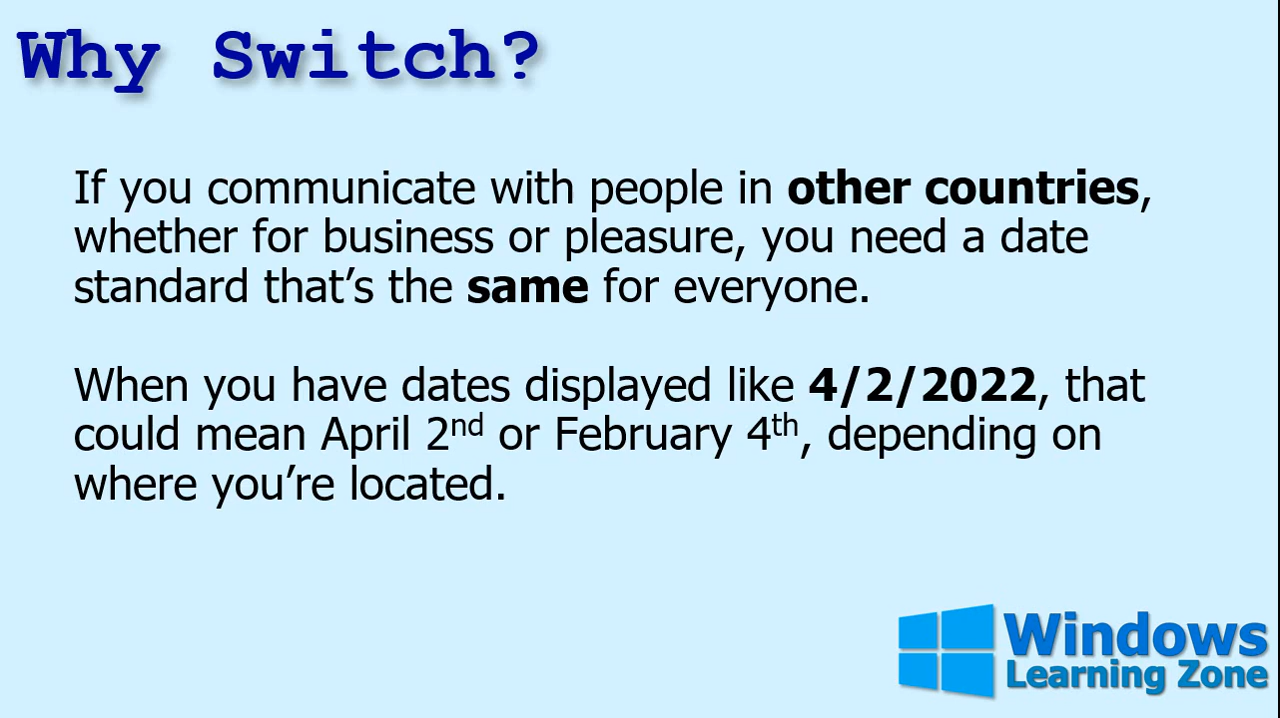 Why Switch?
If you communicate with people in other countries,
whether for business or pleasure, you need a date
standard that’s the same for everyone.
When you have dates displayed like 4/2/2022, that
could mean April 2nd or February 4th, depending on
where you’re located.
Windows
Learning Zone